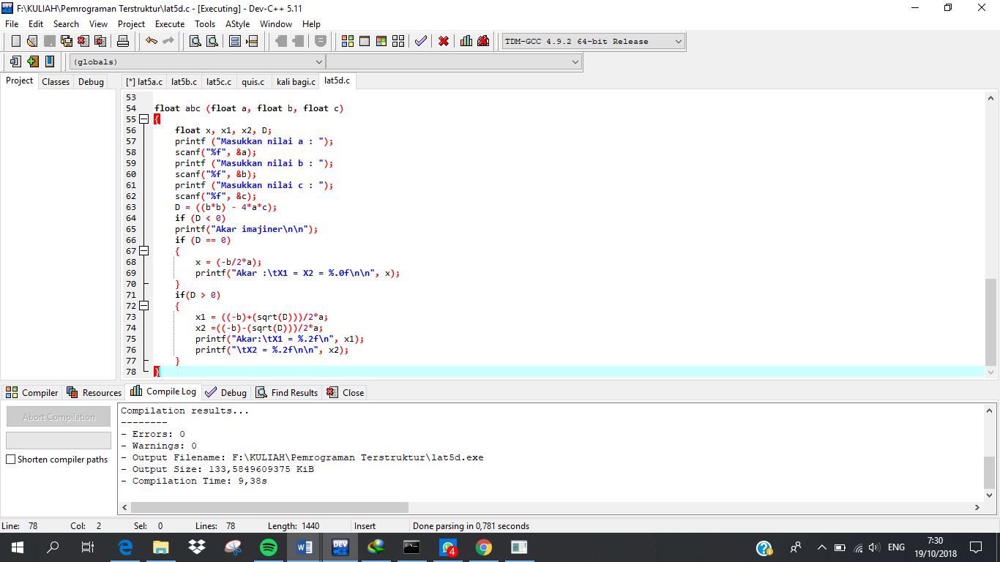 F:\KULIAH\Pemrograman Terstruktur\lat5d.c - [Executing] - Dev-C++ 5.11
File Edit Search View Project Execute Tools AStyle Window Help
TDM-GCC 4.9.2 64-bit Release
(globals)
Project Classes Debug
[*] lat5a.c lat5b.c lat5c.c quis.c kali bagi.c lat5d.c
53
54 float abc (float a, float b, float c)
55 {
56 float x, x1, x2, D;
57 printf ("Masukkan nilai a : ");
58 scanf("%f", &a);
59 printf ("Masukkan nilai b : ");
60 scanf("%f", &b);
61 printf ("Masukkan nilai c : ");
62 scanf("%f", &c);
63 D = ((b*b) - 4*a*c);
64 if (D < 0)
65 printf("Akar imajiner\n\n");
66 if (D == 0)
67 {
68 x = (-b/2*a);
69 printf("Akar :\tX1 = X2 = %.0f\n\n", x);
70 }
71 if(D > 0)
72 {
73 x1 = ((-b)+(sqrt(D)))/2*a;
74 x2 =((-b)-(sqrt(D)))/2*a;
75 printf("Akar:\tX1 = %.2f\n", x1);
76 printf("\tX2 = %.2f\n\n", x2);
77 }
78 }
Compiler Resources Compile Log Debug Find Results Close
Abort Compilation
Shorten compiler paths
Compilation results...
--------
- Errors: 0
- Warnings: 0
- Output Filename: F:\KULIAH\Pemrograman Terstruktur\lat5d.exe
- Output Size: 133,5849609375 KiB
- Compilation Time: 9,38s
Line: 78 Col: 2 Sel: 0 Lines: 78 Length: 1440 Insert Done parsing in 0,781 seconds
DEV
4
ENG
7:30
19/10/2018